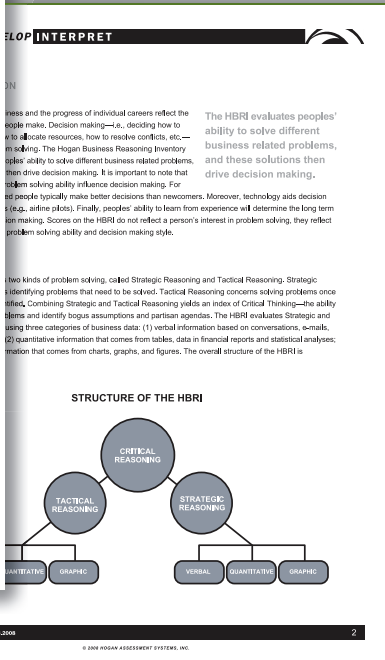 ELOP INTERPRET
ON
iness and the progress of individual careers reflect the
eople make. Decision making—i.e., deciding how to
w to allocate resources, how to resolve conflicts, etc.—
m solving. The Hogan Business Reasoning Inventory
oples' ability to solve different business related problems,
then drive decision making. It is important to note that
roblem solving ability influence decision making. For
The HBRI evaluates peoples'
ability to solve different
business related problems,
and these solutions then
drive decision making.
ed people typically make better decisions than newcomers. Moreover, technology aids decision
s (e.g., airline pilots). Finally, peoples' ability to learn from experience will determine the long term
ion making. Scores on the HBRI do not reflect a person's interest in problem solving, they reflect
problem solving ability and decision making style.
two kinds of problem solving, called Strategic Reasoning and Tactical Reasoning. Strategic
s identifying problems that need to be solved. Tactical Reasoning concerns solving problems once
ntified. Combining Strategic and Tactical Reasoning yields an index of Critical Thinking—the ability
oblems and identify bogus assumptions and partisan agendas. The HBRI evaluates Strategic and
using three categories of business data: (1) verbal information based on conversations, e-mails,
(2) quantitative information that comes from tables, data in financial reports and statistical analyses;
rmation that comes from charts, graphs, and figures. The overall structure of the HBRI is
STRUCTURE OF THE HBRI
CRITICAL
REASONING
TACTICAL
REASONING
STRATEGIC
REASONING
UANTITATIVE
GRAPHIC
VERBAL
QUANTITATIVE
GRAPHIC
.2008
2
© 2008 HOGAN ASSESSMENT SYSTEMS, INC.